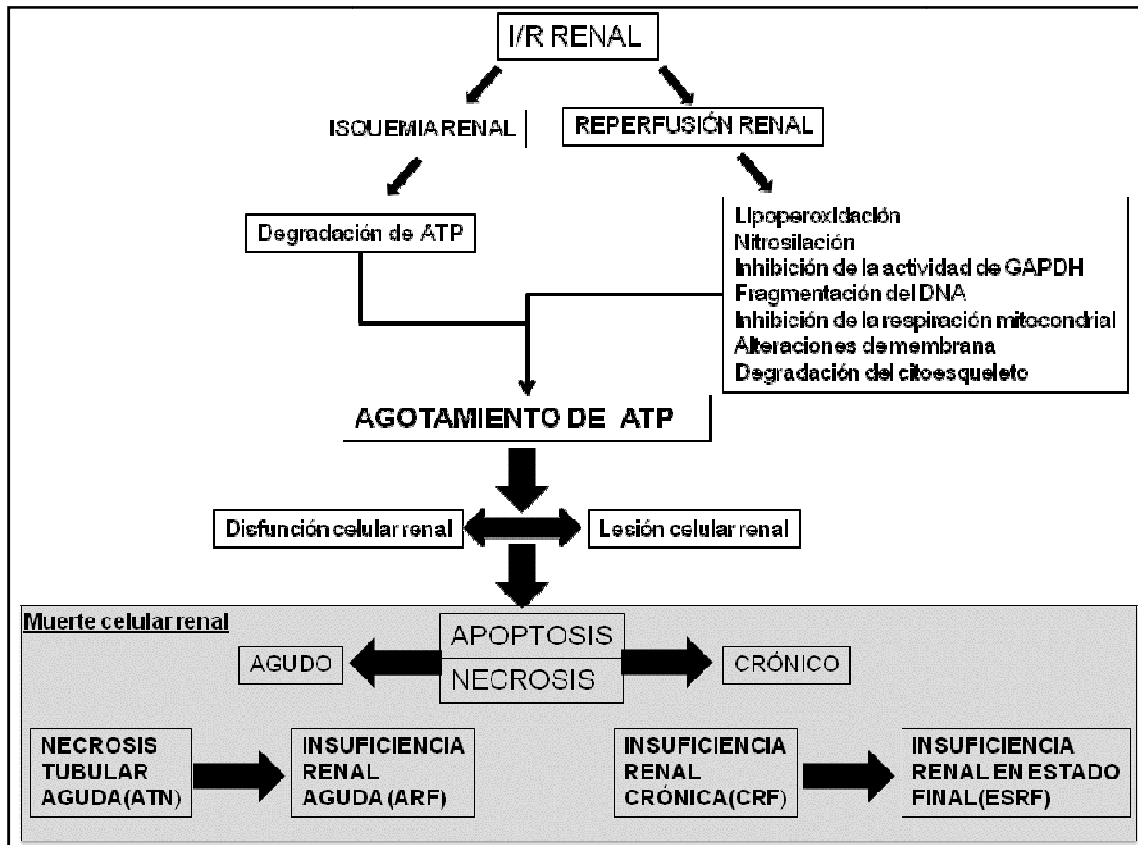 I/R RENAL
ISQUEMIA RENAL
REPERFUSIÓN RENAL
Degradación de ATP
Lipoperoxidación
Nitrosilación
Inhibición de la actividad de GAPDH
Fragmentación del DNA
Inhibición de la respiración mitocondrial
Alteraciones de membrana
Degradación del citoesqueleto
AGOTAMIENTO DE ATP
Disfunción celular renal
Lesión celular renal
Muerte celular renal
APOPTOSIS
NECROSIS
AGUDO
CRÓNICO
NECROSIS
TUBULAR
AGUDA(ATN)
INSUFICIENCIA
RENAL
AGUDA (ARF)
INSUFICIENCIA
RENAL
CRÓNICA(CRF)
INSUFICIENCIA
RENAL EN ESTADO
FINAL(ESRF)